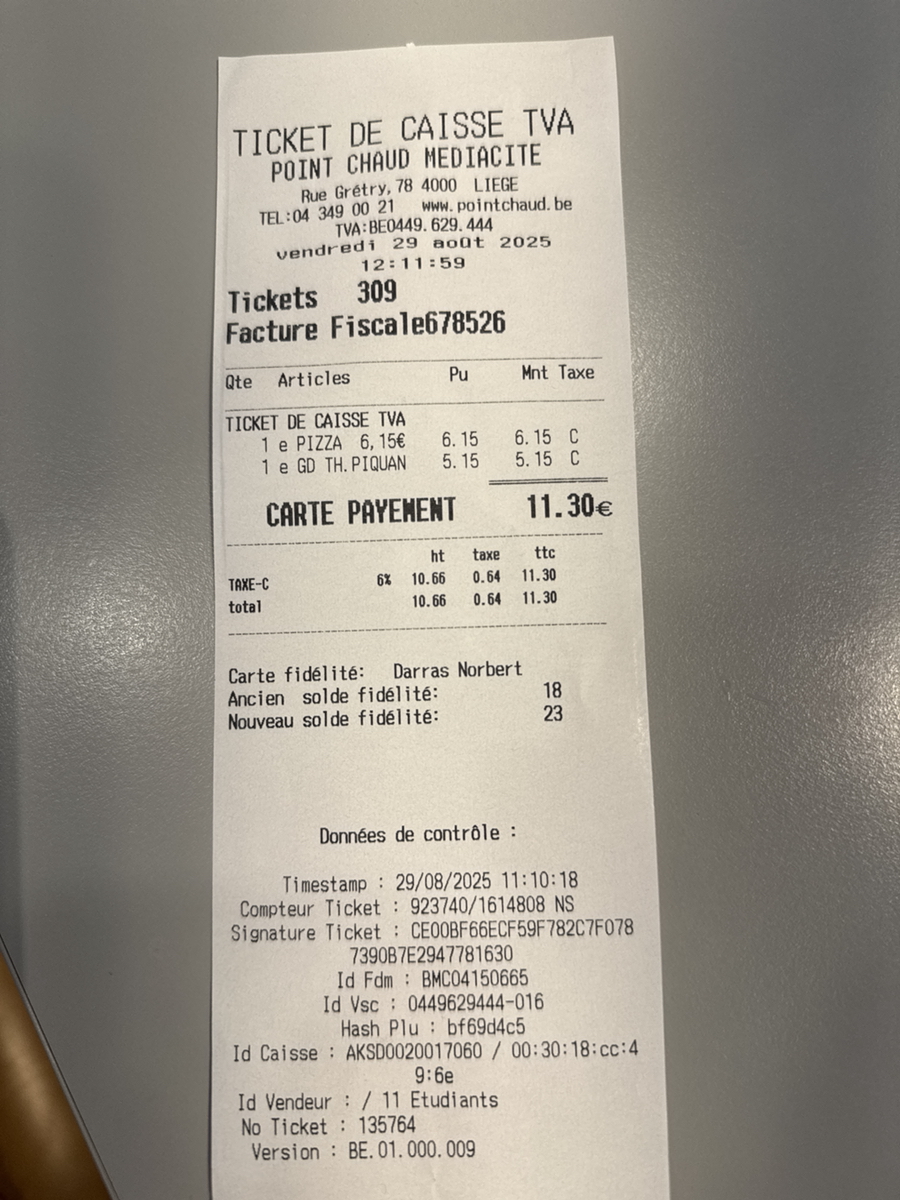 TICKET DE CAISSE TVA
POINT CHAUD MEDIACITE
Rue Grétry, 78 4000 LIEGE
TEL:04 349 00 21 www.pointchaud.be
TVA:BE0449.629.444
vendredi 29 août 2025
12:11:59
Tickets 309
Facture Fiscale678526
Qte Articles Pu Mnt Taxe
TICKET DE CAISSE TVA
1 e PIZZA 6,15€ 6.15 6.15 C
1 e GD TH.PIQUAN 5.15 5.15 C
CARTE PAYEMENT 11.30€
ht taxe ttc
TAXE-C 6% 10.66 0.64 11.30
total 10.66 0.64 11.30
Carte fidélité: Darras Norbert
Ancien solde fidélité: 18
Nouveau solde fidélité: 23
Données de contrôle :
Timestamp : 29/08/2025 11:10:18
Compteur Ticket : 923740/1614808 NS
Signature Ticket : CE00BF66ECF59F782C7F078
7390B7E2947781630
Id Fdm : BMC04150665
Id Vsc : 0449629444-016
Hash Plu : bf69d4c5
Id Caisse : AKSD0020017060 / 00:30:18:cc:4
9:6e
Id Vendeur : / 11 Etudiants
No Ticket : 135764
Version : BE.01.000.009